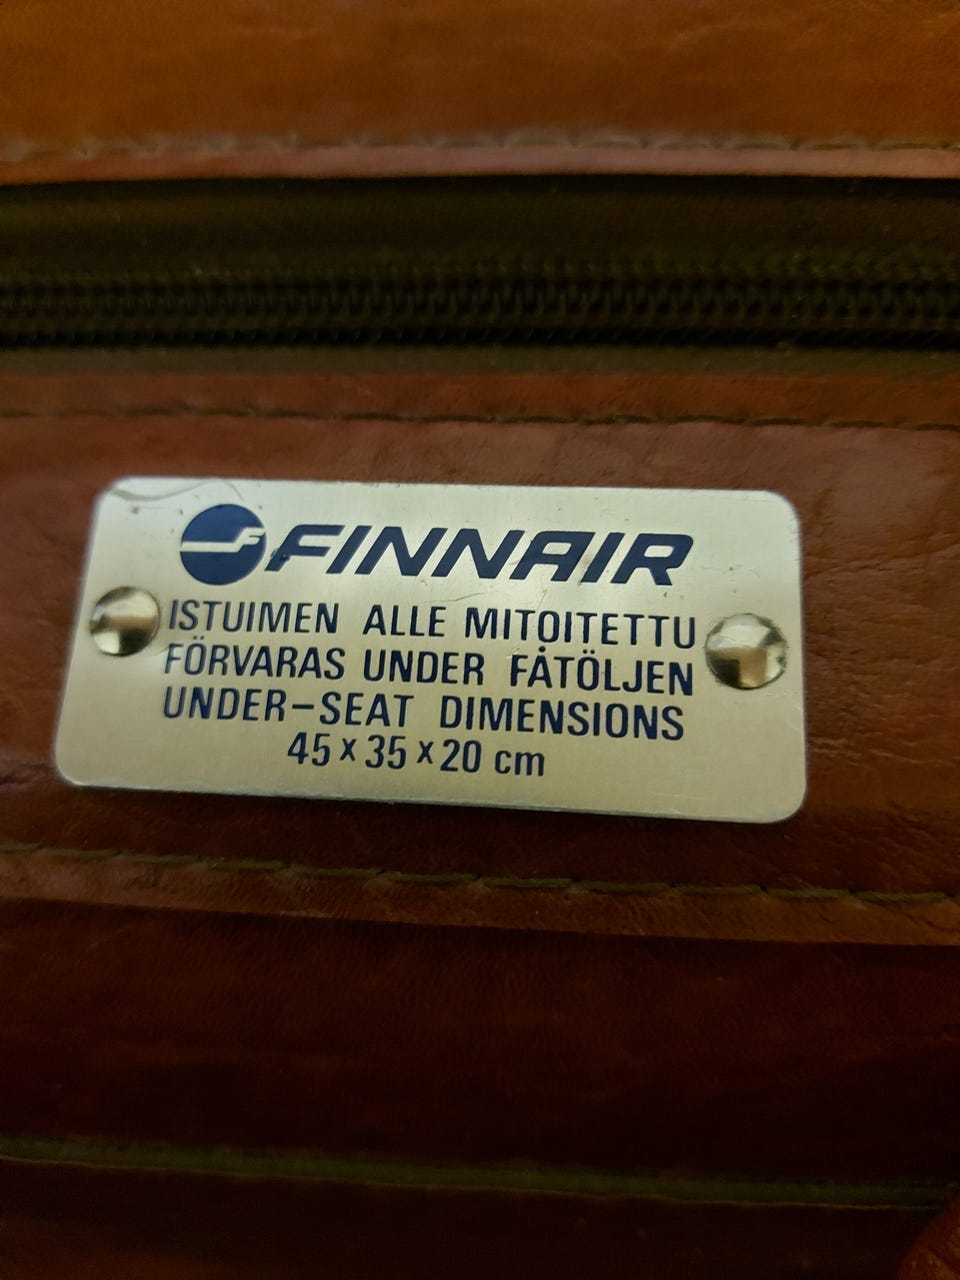 FINNAIR
ISTUIMEN ALLE MITOITETTU
FÖRVARAS UNDER FÅTÖLJEN
UNDER-SEAT DIMENSIONS
45 x 35 x 20 cm